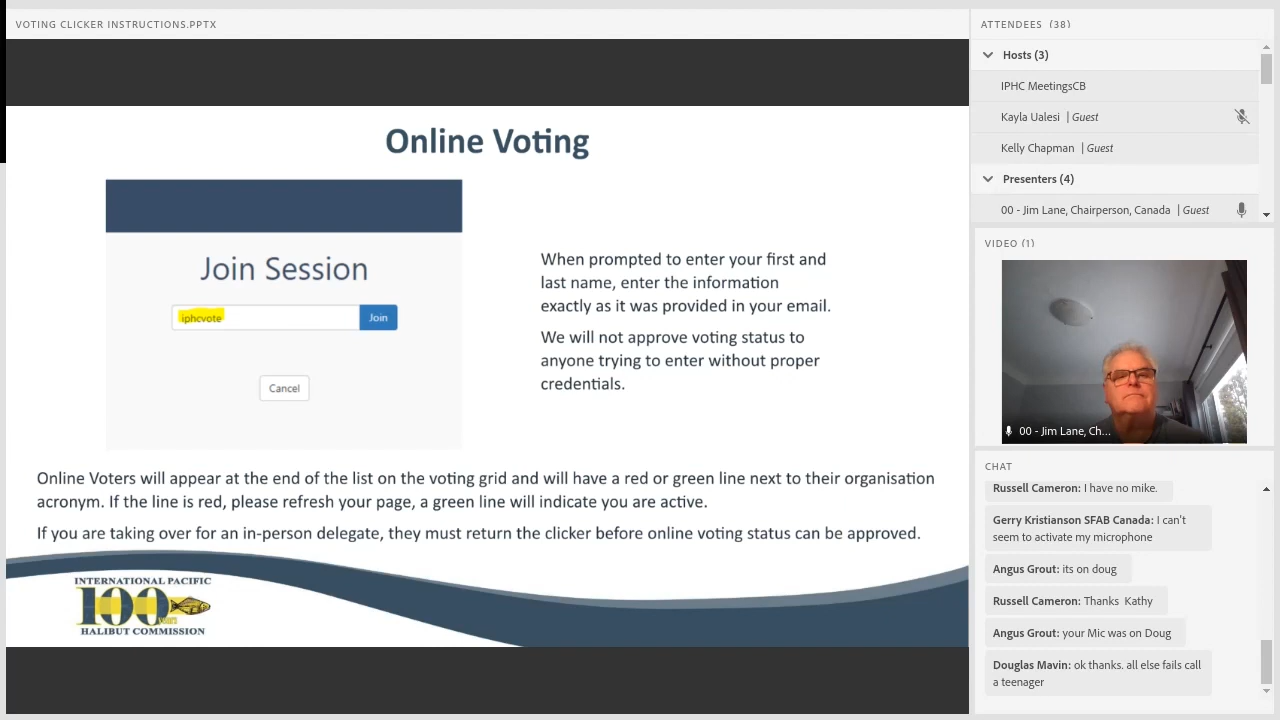 VOTING CLICKER INSTRUCTIONS.PPTX
Online Voting
Join Session
iphcvote
Join
Cancel
When prompted to enter your first and
last name, enter the information
exactly as it was provided in your email.
We will not approve voting status to
anyone trying to enter without proper
credentials.
Online Voters will appear at the end of the list on the voting grid and will have a red or green line next to their organisation
acronym. If the line is red, please refresh your page, a green line will indicate you are active.
If you are taking over for an in-person delegate, they must return the clicker before online voting status can be approved.
INTERNATIONAL PACIFIC
100
YEARS
HALIBUT COMMISSION
ATTENDEES (38)
Hosts (3)
IPHC MeetingsCB
Kayla Ualesi | Guest
Kelly Chapman | Guest
Presenters (4)
00 - Jim Lane, Chairperson, Canada | Guest
VIDEO (1)
00 - Jim Lane, Ch...
CHAT
Russell Cameron: I have no mike.
Gerry Kristianson SFAB Canada: I can't
seem to activate my microphone
Angus Grout: its on doug
Russell Cameron: Thanks Kathy
Angus Grout: your Mic was on Doug
Douglas Mavin: ok thanks. all else fails call
a teenager